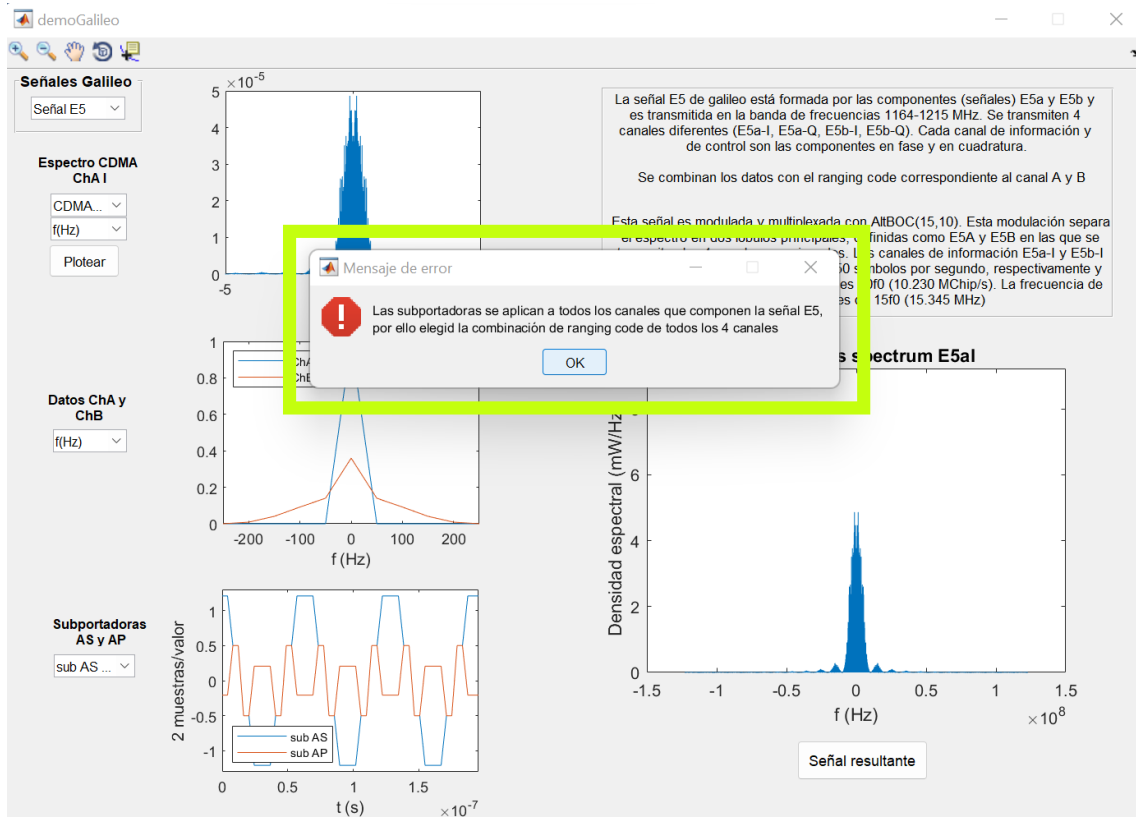 demoGalileo
Señales Galileo
Señal E5
Espectro CDMA
ChA I
CDMA...
f(Hz)
Plotear
×10⁻⁵
5
4
3
2
1
0
-5
La señal E5 de galileo está formada por las componentes (señales) E5a y E5b y
es transmitida en la banda de frecuencias 1164-1215 MHz. Se transmiten 4
canales diferentes (E5a-I, E5a-Q, E5b-I, E5b-Q). Cada canal de información y
de control son las componentes en fase y en cuadratura.
Se combinan los datos con el ranging code correspondiente al canal A y B
Esta señal es modulada y multiplexada con AltBOC(15,10). Esta modulación separa
el espectro en dos lóbulos principales, definidas como E5A y E5B en las que se
canales de información E5a-I y E5b-I
símbolos por segundo, respectivamente y
(10.230 MChip/s). La frecuencia de
15f0 (15.345 MHz)
Mensaje de error
Las subportadoras se aplican a todos los canales que componen la señal E5,
por ello elegid la combinación de ranging code de todos los 4 canales
OK
Datos ChA y
ChB
f(Hz)
1
0.8
0.6
0.4
0.2
0
-200 -100 0 100 200
f (Hz)
spectrum E5aI
Densidad espectral (mW/Hz
6
4
2
0
-1.5 -1 -0.5 0 0.5 1 1.5
f (Hz)
×10⁸
Señal resultante
Subportadoras
AS y AP
sub AS ...
2 muestras/valor
1
0.5
0
-0.5
-1
sub AS
sub AP
0 0.5 1 1.5
t (s)
×10⁻⁷